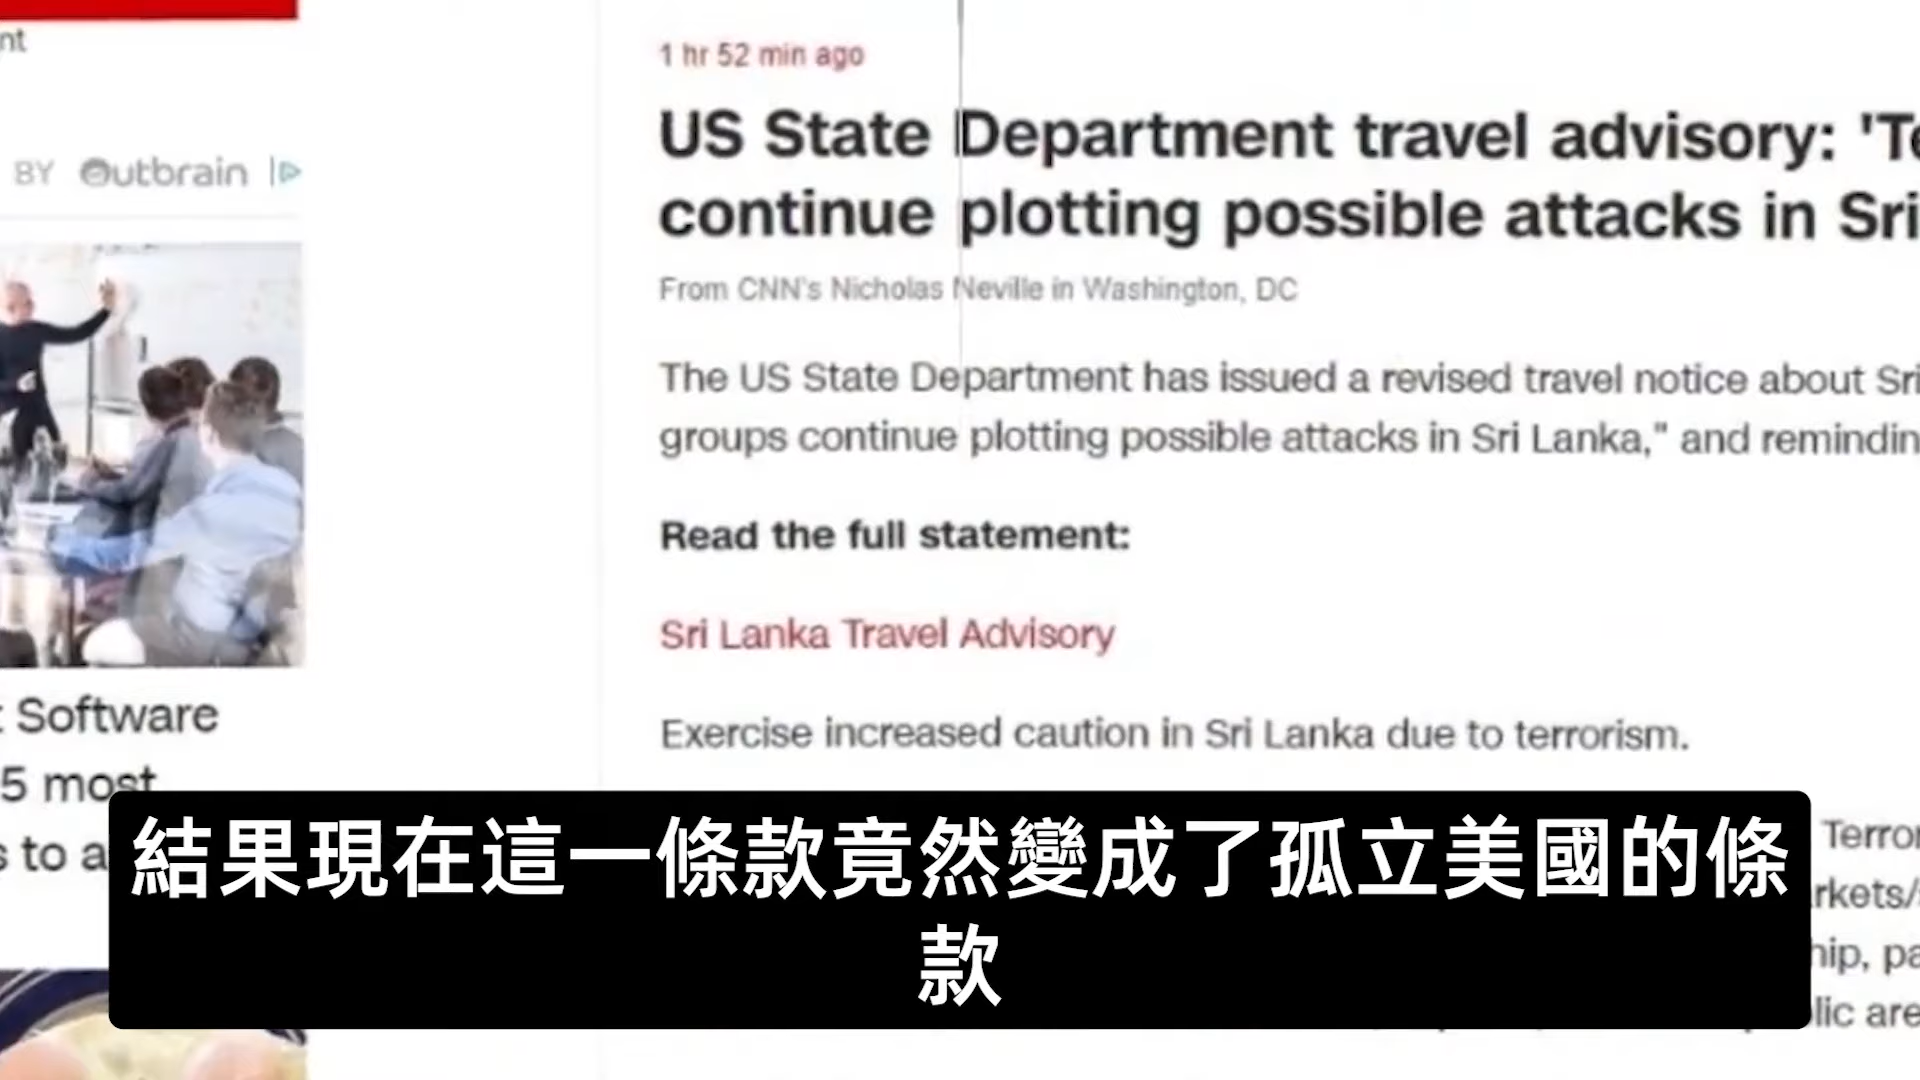 nt
BY Outbrain
Software
5 most
s to a
1 hr 52 min ago
US State Department travel advisory: 'Te
continue plotting possible attacks in Sri
From CNN's Nicholas Neville in Washington, DC
The US State Department has issued a revised travel notice about Sri
groups continue plotting possible attacks in Sri Lanka," and remindin
Read the full statement:
Sri Lanka Travel Advisory
Exercise increased caution in Sri Lanka due to terrorism.
Terror
rkets/
hip, pa
lic are
結果現在這一條款竟然變成了孤立美國的條
款